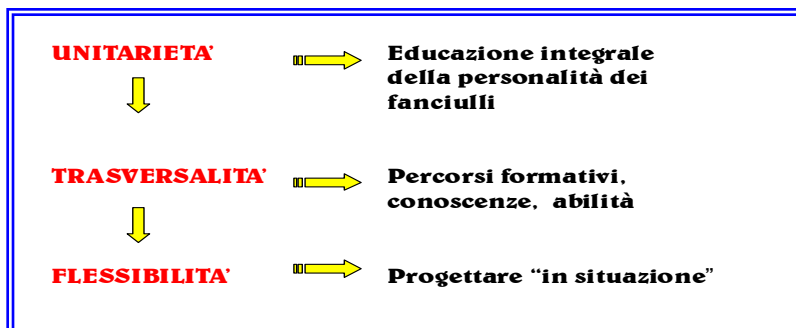 UNITARIETA' Educazione integrale
della personalità dei
fanciulli
TRASVERSALITA' Percorsi formativi,
conoscenze, abilità
FLESSIBILITA' Progettare “in situazione”